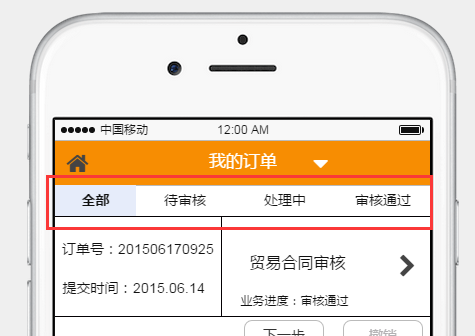 中国移动 12:00 AM
我的订单
全部 待审核 处理中 审核通过
订单号：201506170925
贸易合同审核
提交时间：2015.06.14
业务进度：审核通过
下一步 撤销